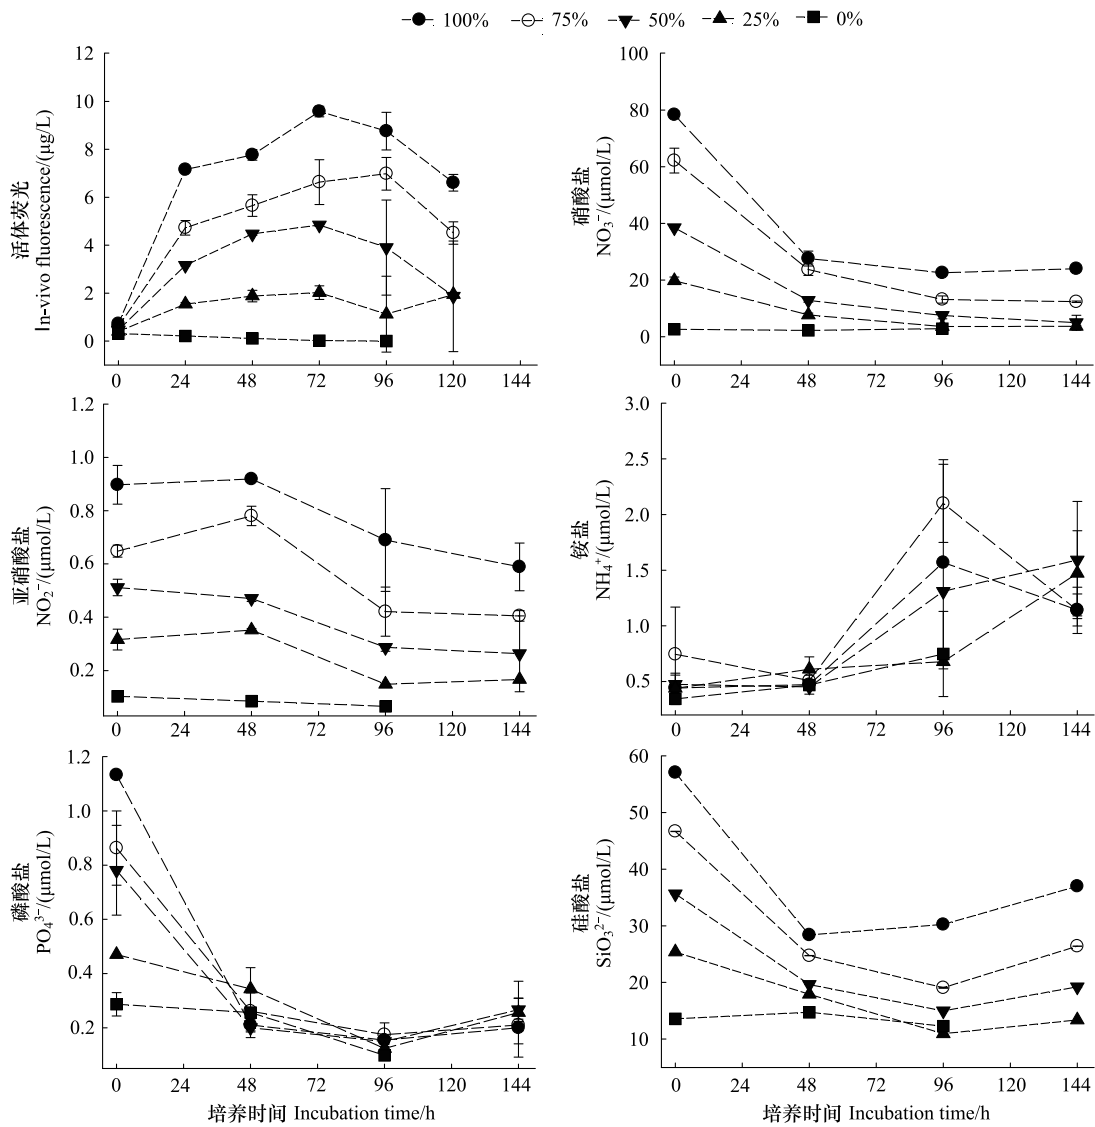 100% 75% 50% 25% 0%
活体荧光
In-vivo fluorescence/(μg/L)
12
10
8
6
4
2
0
0 24 48 72 96 120 144
硝酸盐
NO₃⁻/(μmol/L)
100
80
60
40
20
0
0 24 48 72 96 120 144
亚硝酸盐
NO₂⁻/(μmol/L)
1.2
1.0
0.8
0.6
0.4
0.2
0 24 48 72 96 120 144
铵盐
NH₄⁺/(μmol/L)
3.0
2.5
2.0
1.5
1.0
0.5
0 24 48 72 96 120 144
磷酸盐
PO₄³⁻/(μmol/L)
1.2
1.0
0.8
0.6
0.4
0.2
0 24 48 72 96 120 144
培养时间 Incubation time/h
硅酸盐
SiO₃²⁻/(μmol/L)
60
50
40
30
20
10
0 24 48 72 96 120 144
培养时间 Incubation time/h